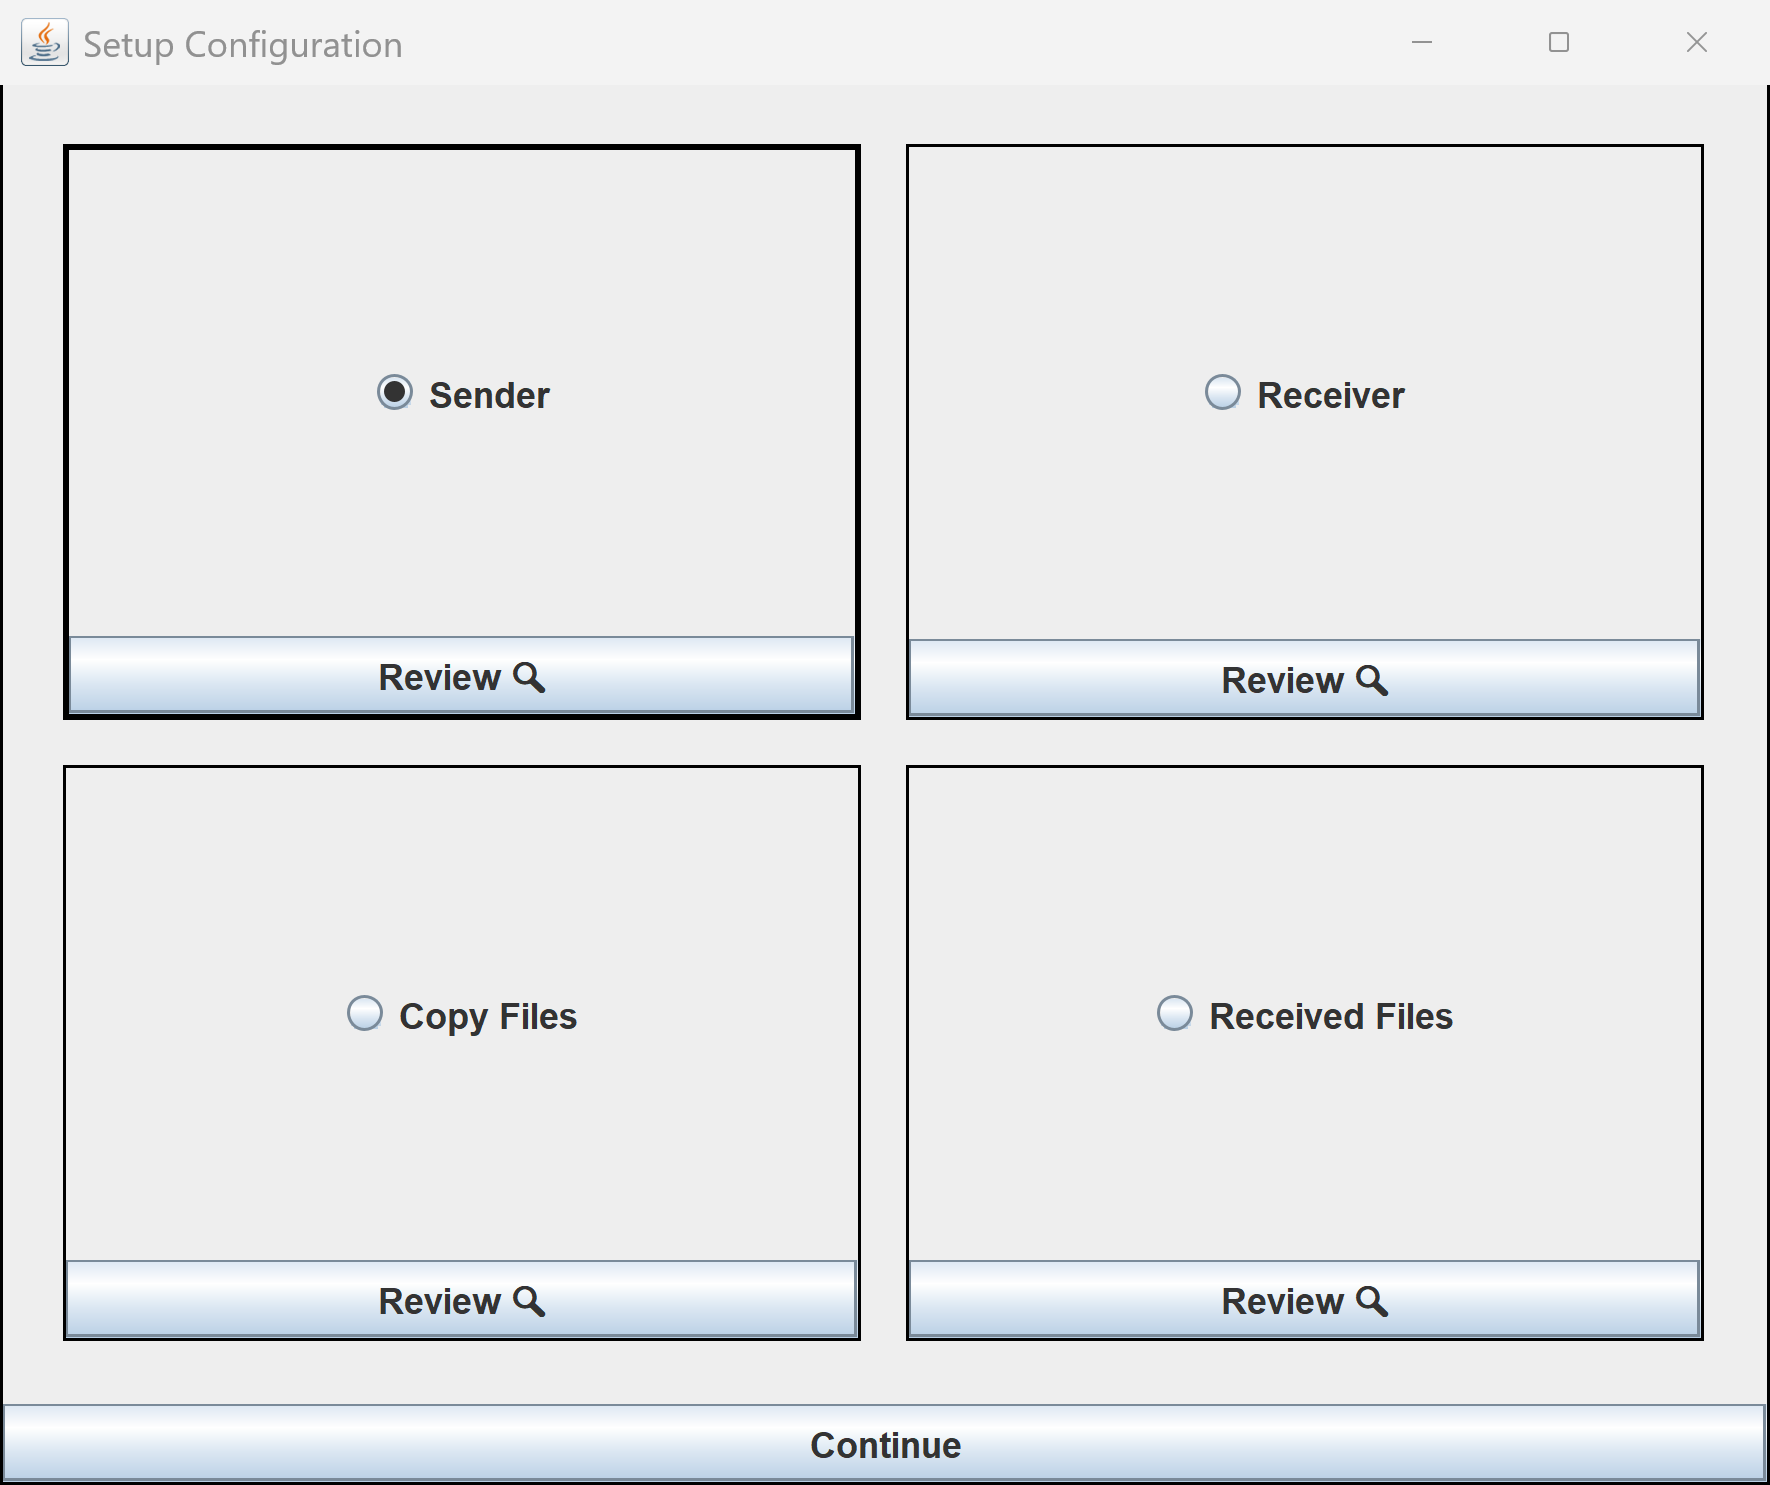 Setup Configuration
Sender
Receiver
Review
Review
Copy Files
Received Files
Review
Review
Continue